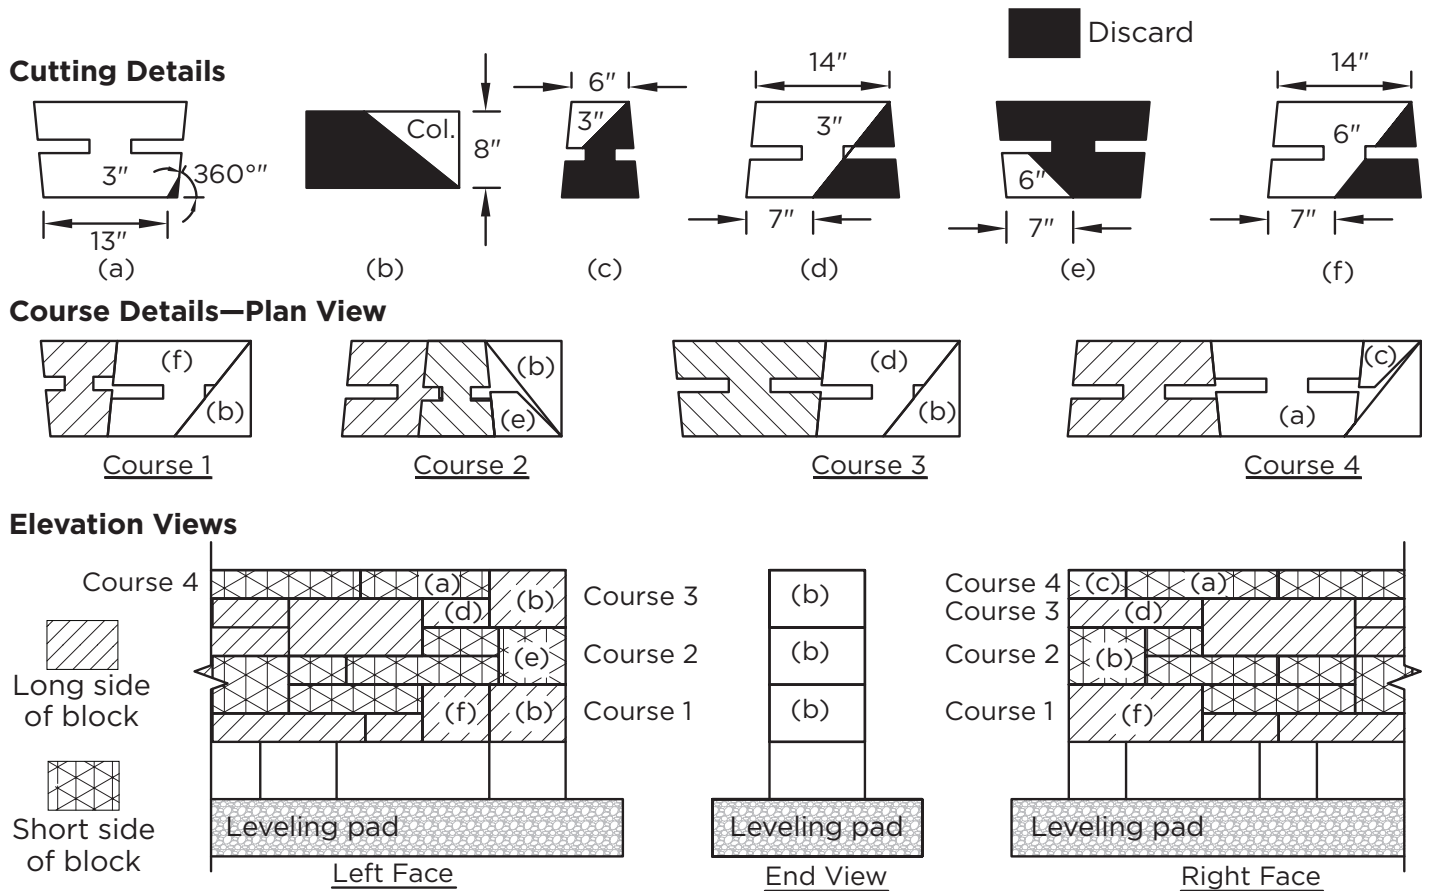 Discard
Cutting Details
3"
360°"
13"
(a)
Col.
8"
(b)
6"
3"
(c)
14"
3"
7"
(d)
6"
7"
(e)
14"
6"
7"
(f)
Course Details—Plan View
(f)
(b)
Course 1
(b)
(e)
Course 2
(d)
(b)
Course 3
(c)
(a)
Course 4
Elevation Views
Course 4
(a)
(b)
Course 3
(d)
(e)
Course 2
(f)
(b)
Course 1
Long side
of block
Short side
of block
Leveling pad
Left Face
(b)
(b)
(b)
Leveling pad
End View
Course 4
(c)
(a)
Course 3
(d)
Course 2
(b)
Course 1
(f)
Leveling pad
Right Face